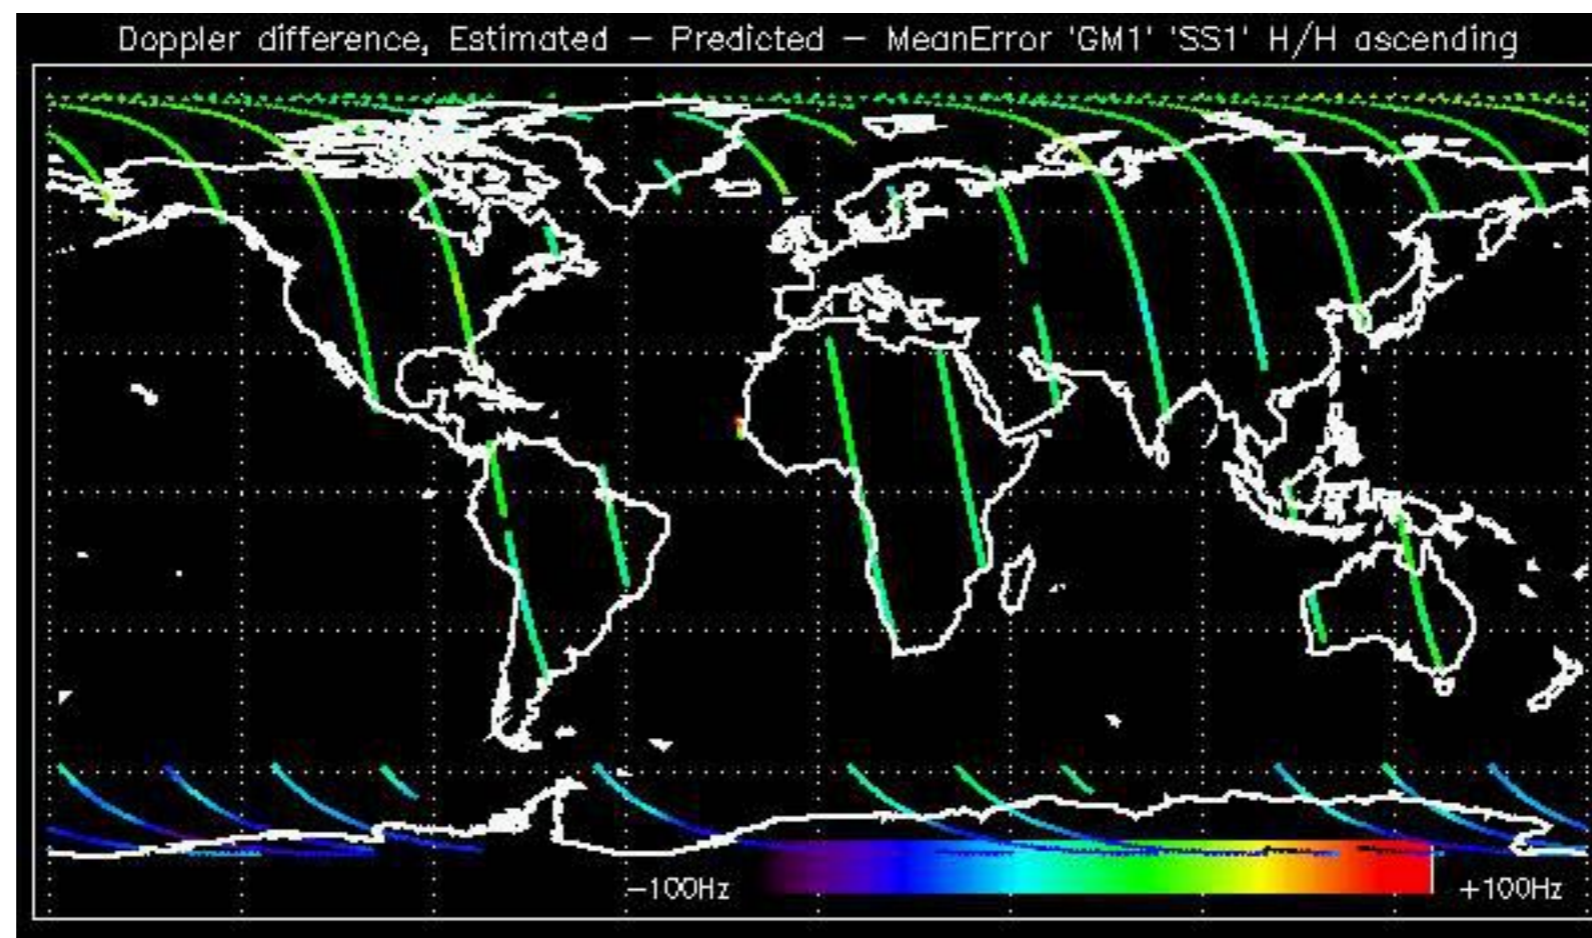 Doppler difference, Estimated – Predicted – MeanError 'GM1' 'SS1' H/H ascending
–100Hz +100Hz